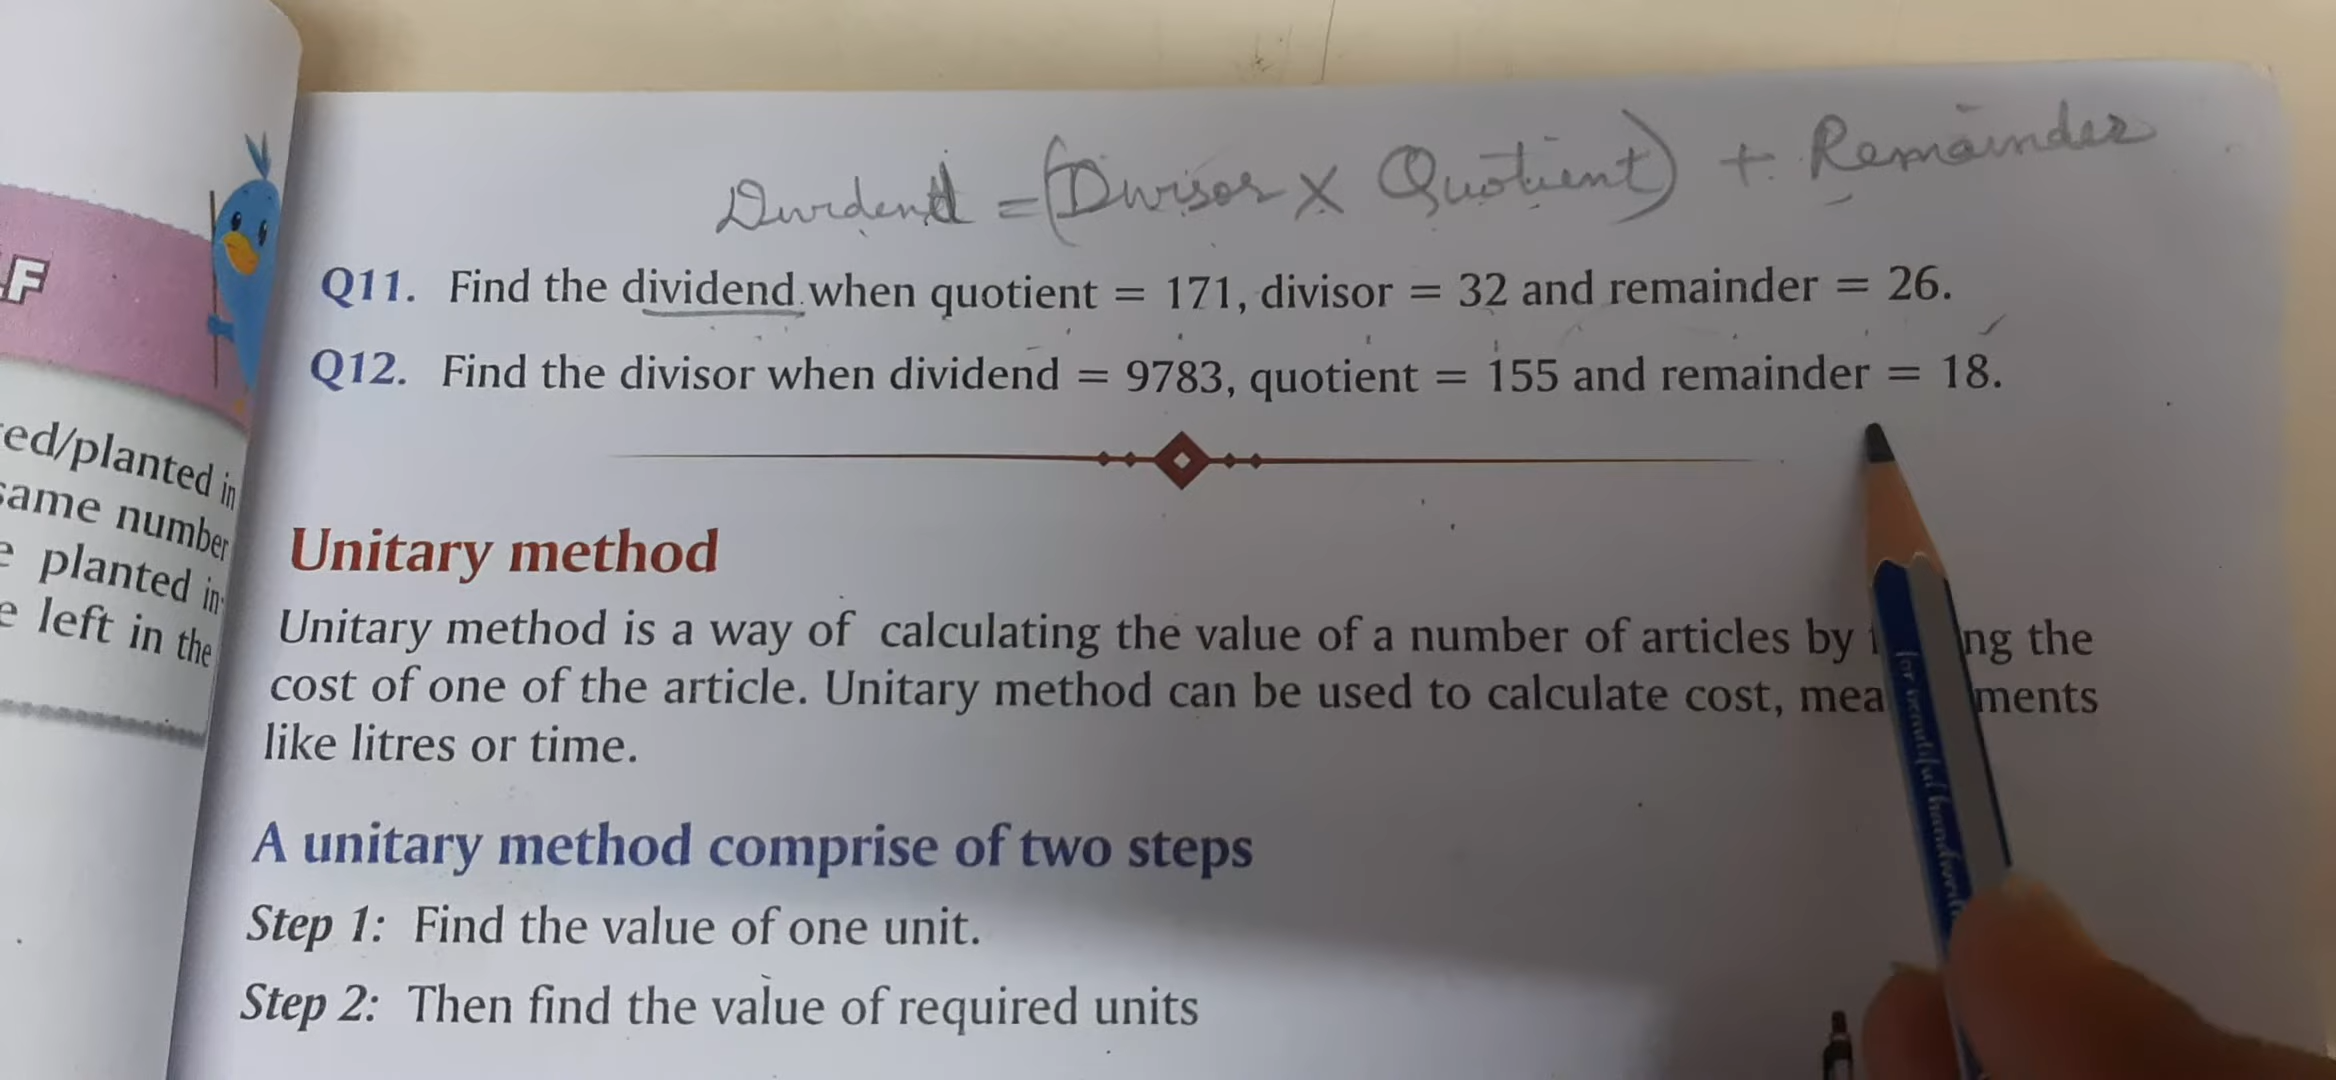 Dividend = (Divisor × Quotient) + Remainder
Q11. Find the dividend when quotient = 171, divisor = 32 and remainder = 26.
Q12. Find the divisor when dividend = 9783, quotient = 155 and remainder = 18.
Unitary method
Unitary method is a way of calculating the value of a number of articles by ng the
cost of one of the article. Unitary method can be used to calculate cost, mea ments
like litres or time.
A unitary method comprise of two steps
Step 1: Find the value of one unit.
Step 2: Then find the value of required units
LF
ed/planted in
same number
e planted in
e left in the
for beautiful handwriti